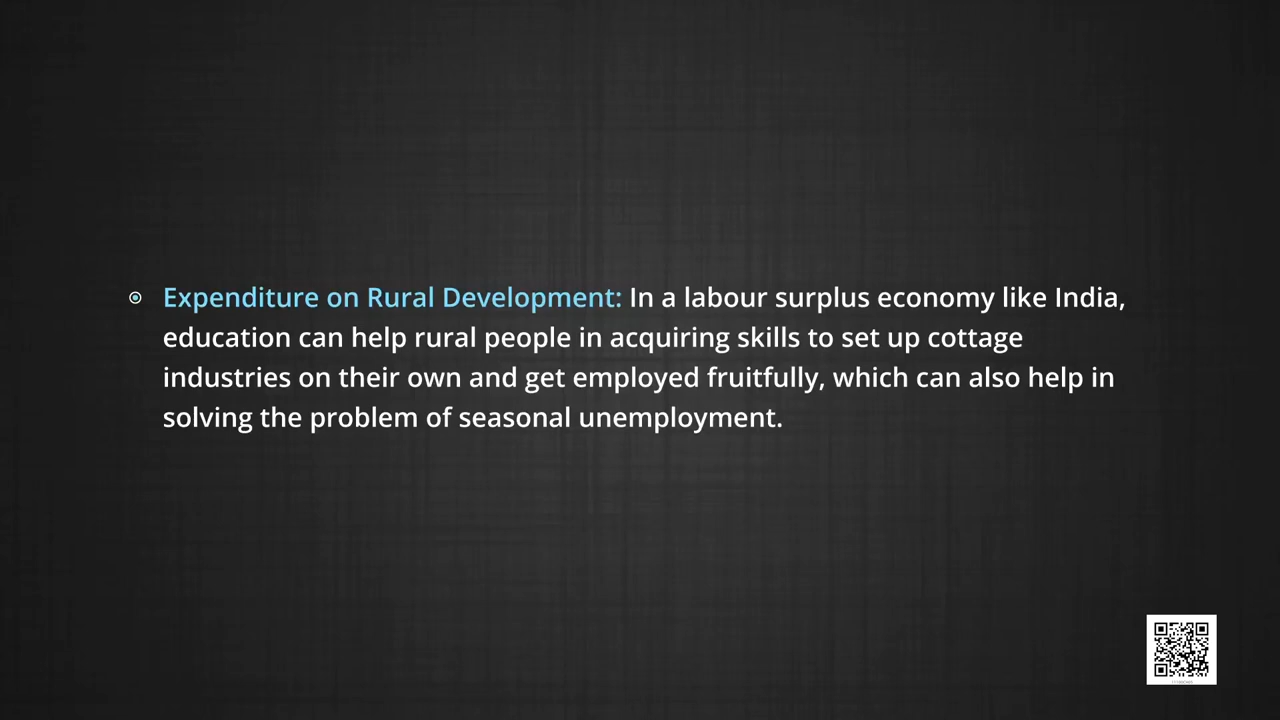 Expenditure on Rural Development: In a labour surplus economy like India,
education can help rural people in acquiring skills to set up cottage
industries on their own and get employed fruitfully, which can also help in
solving the problem of seasonal unemployment.